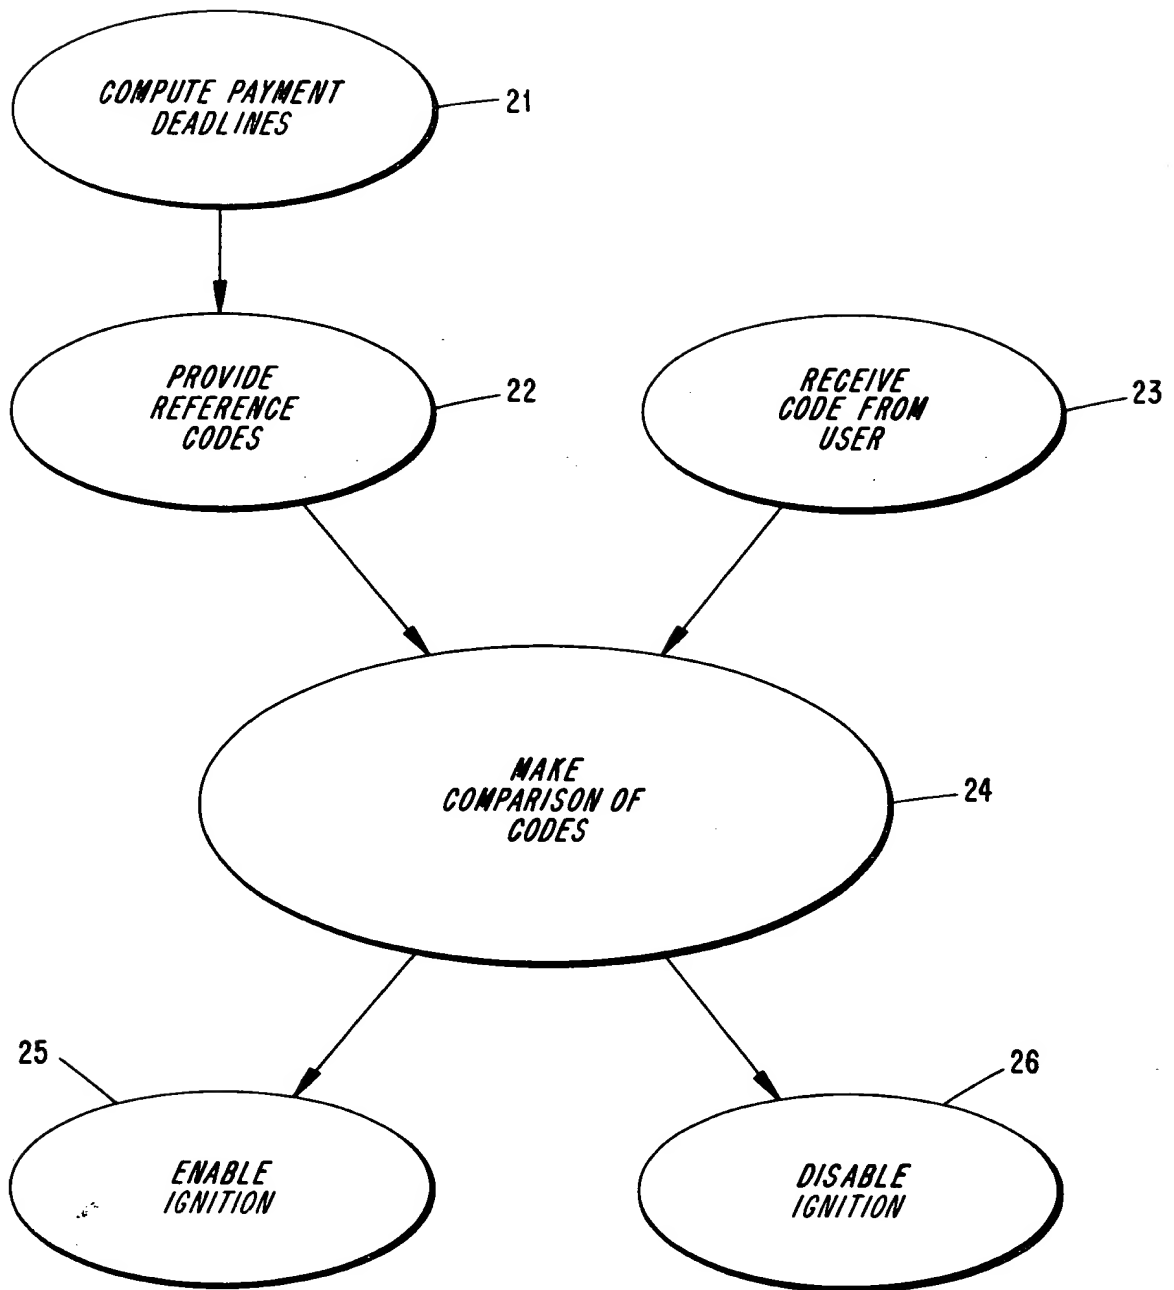 COMPUTE PAYMENT
DEADLINES
21
PROVIDE
REFERENCE
CODES
22
RECEIVE
CODE FROM
USER
23
MAKE
COMPARISON OF
CODES
24
25
ENABLE
IGNITION
26
DISABLE
IGNITION